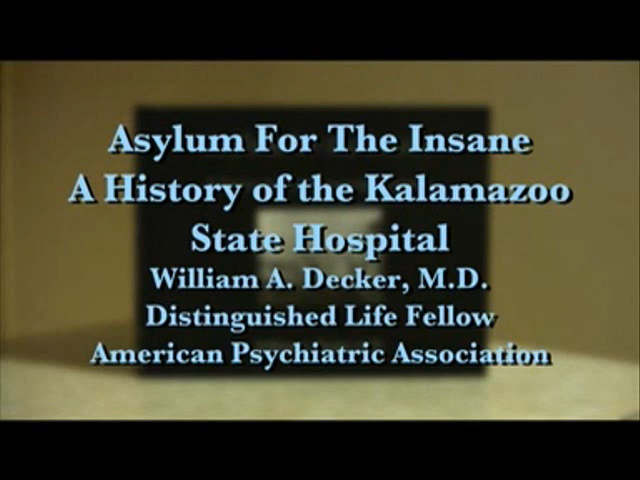 Asylum For The Insane
A History of the Kalamazoo
State Hospital
William A. Decker, M.D.
Distinguished Life Fellow
American Psychiatric Association